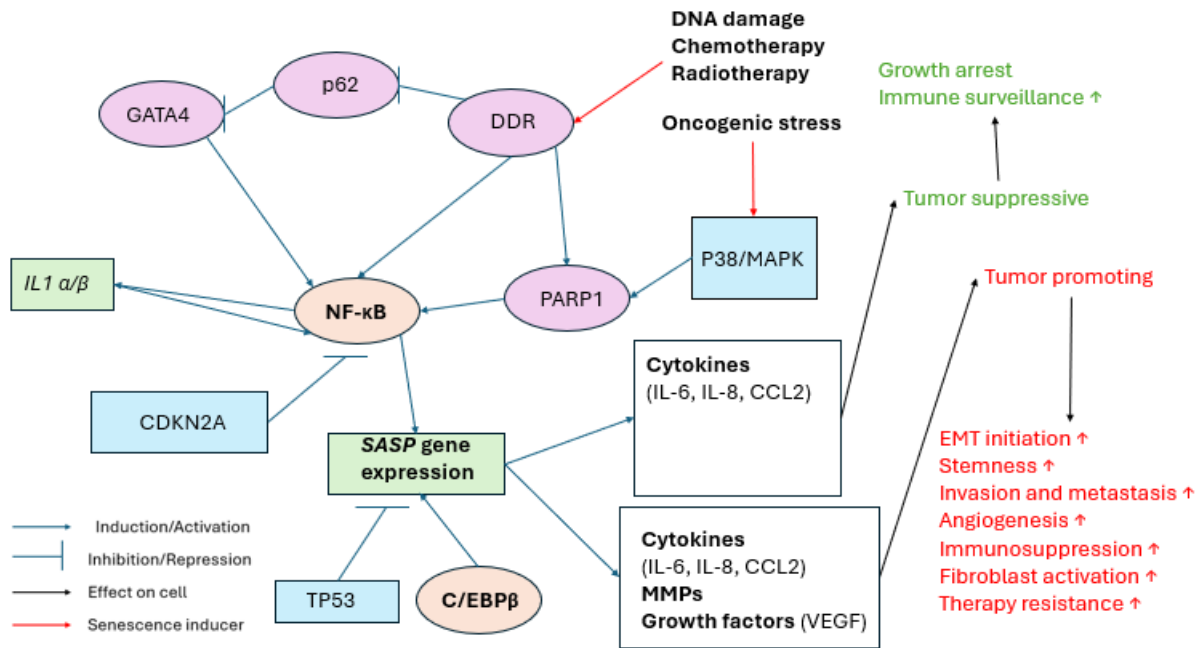 DNA damage
Chemotherapy
Radiotherapy
Growth arrest
Immune surveillance ↑
p62
GATA4
DDR
Oncogenic stress
Tumor suppressive
P38/MAPK
IL1 α/β
Tumor promoting
PARP1
NF-κB
Cytokines
(IL-6, IL-8, CCL2)
CDKN2A
SASP gene
expression
EMT initiation ↑
Stemness ↑
Invasion and metastasis ↑
Angiogenesis ↑
Immunosuppression ↑
Fibroblast activation ↑
Therapy resistance ↑
Induction/Activation
Inhibition/Repression
Effect on cell
Senescence inducer
TP53
C/EBPβ
Cytokines
(IL-6, IL-8, CCL2)
MMPs
Growth factors (VEGF)